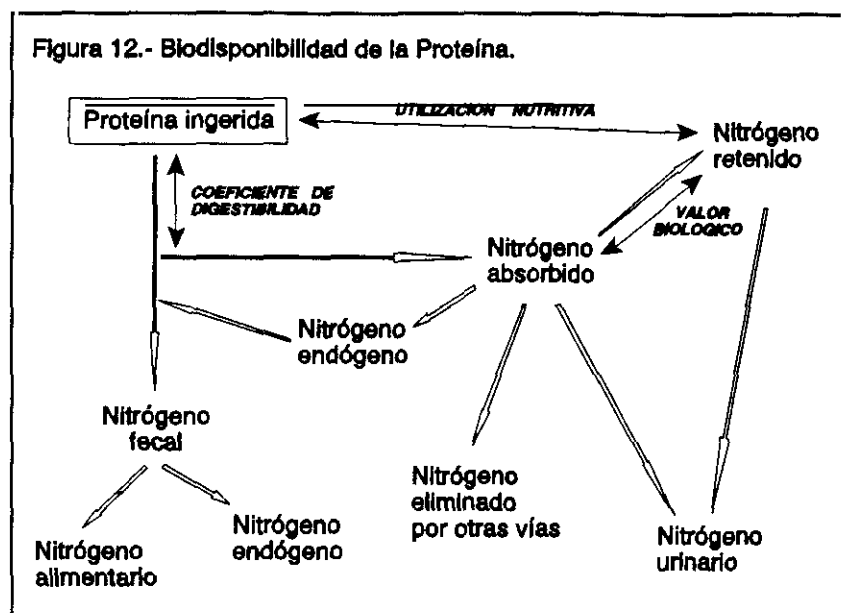 Figura 12.- Biodisponibilidad de la Proteína.
UTILIZACION NUTRITIVA
Proteína ingerida
Nitrógeno
retenido
COEFICIENTE DE
DIGESTIBILIDAD
VALOR
BIOLOGICO
Nitrógeno
absorbido
Nitrógeno
endógeno
Nitrógeno
fecal
Nitrógeno
eliminado
por otras vías
Nitrógeno
endógeno
Nitrógeno
alimentario
Nitrógeno
urinario